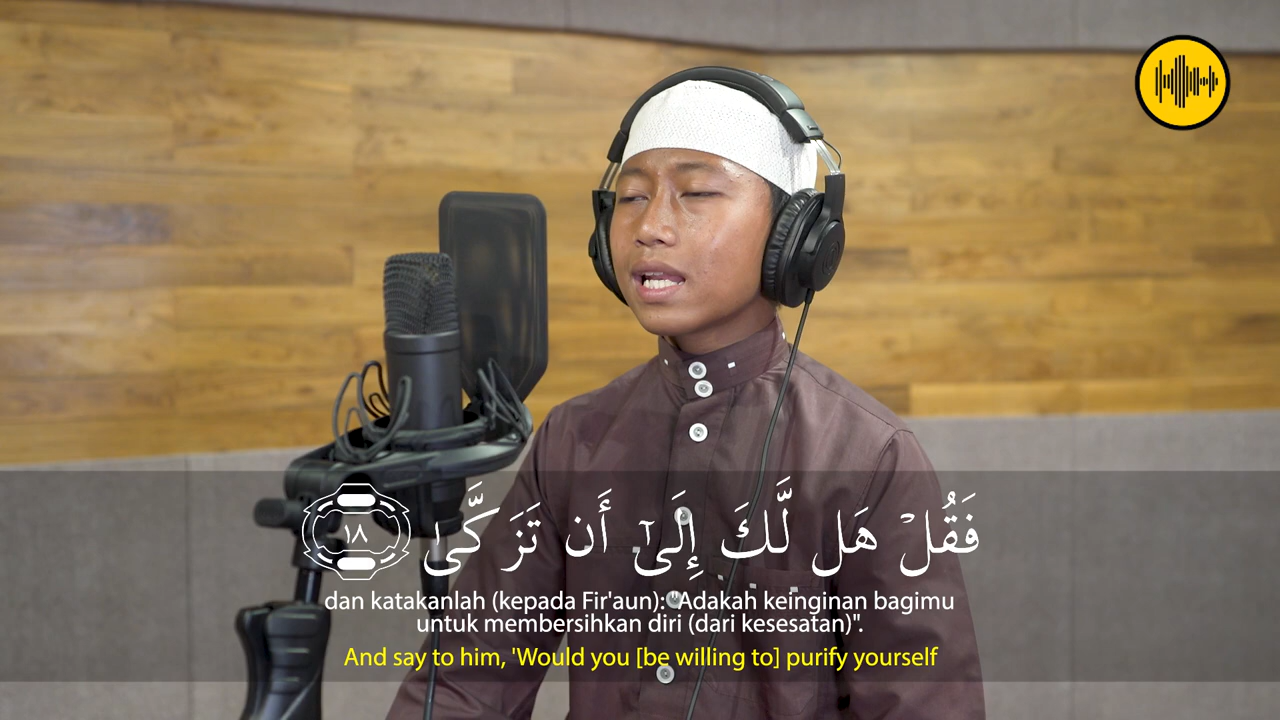 فَقُلْ هَل لَّكَ إِلَىٰٓ أَن تَزَكَّىٰ ١٨
dan katakanlah (kepada Fir'aun): "Adakah keinginan bagimu
untuk membersihkan diri (dari kesesatan)".
And say to him, 'Would you [be willing to] purify yourself